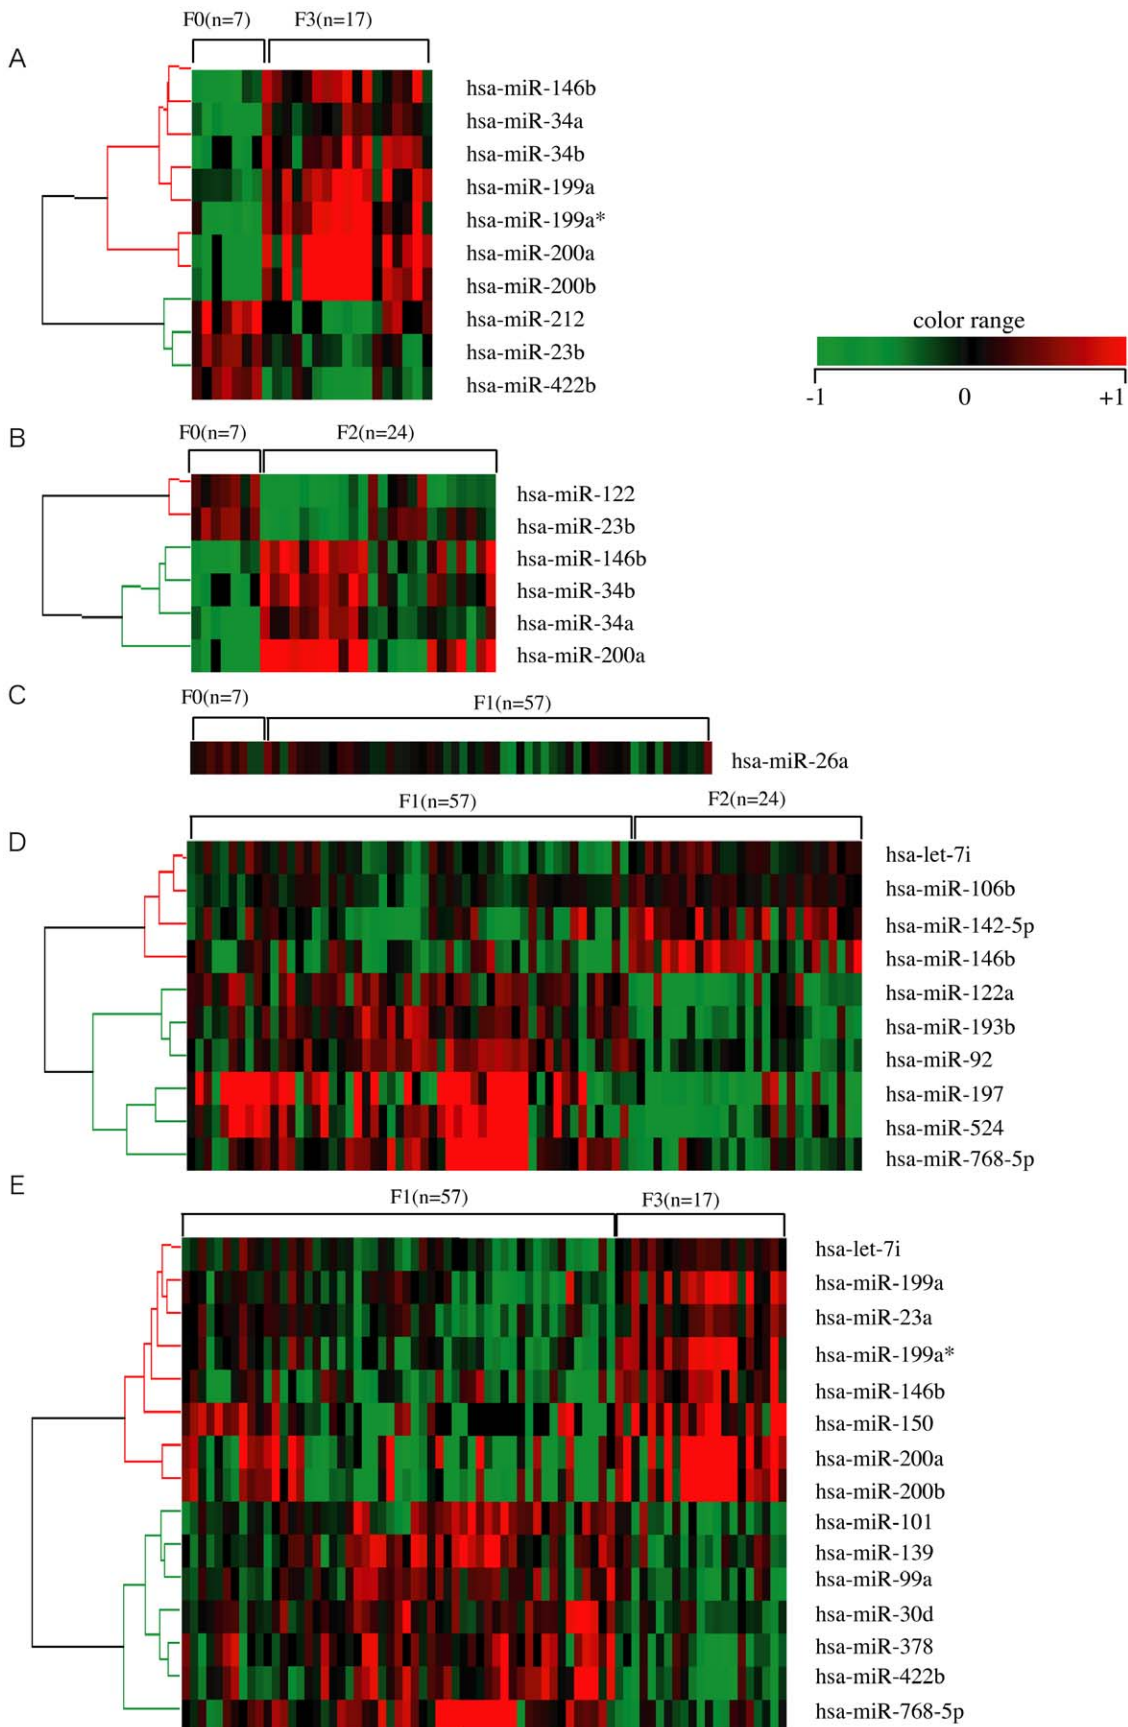 F0(n=7) F3(n=17)
A
hsa-miR-146b
hsa-miR-34a
hsa-miR-34b
hsa-miR-199a
hsa-miR-199a*
hsa-miR-200a
hsa-miR-200b
hsa-miR-212
hsa-miR-23b
hsa-miR-422b
color range
-1 0 +1
B
F0(n=7) F2(n=24)
hsa-miR-122
hsa-miR-23b
hsa-miR-146b
hsa-miR-34b
hsa-miR-34a
hsa-miR-200a
C
F0(n=7) F1(n=57)
hsa-miR-26a
F1(n=57) F2(n=24)
D
hsa-let-7i
hsa-miR-106b
hsa-miR-142-5p
hsa-miR-146b
hsa-miR-122a
hsa-miR-193b
hsa-miR-92
hsa-miR-197
hsa-miR-524
hsa-miR-768-5p
E
F1(n=57) F3(n=17)
hsa-let-7i
hsa-miR-199a
hsa-miR-23a
hsa-miR-199a*
hsa-miR-146b
hsa-miR-150
hsa-miR-200a
hsa-miR-200b
hsa-miR-101
hsa-miR-139
hsa-miR-99a
hsa-miR-30d
hsa-miR-378
hsa-miR-422b
hsa-miR-768-5p